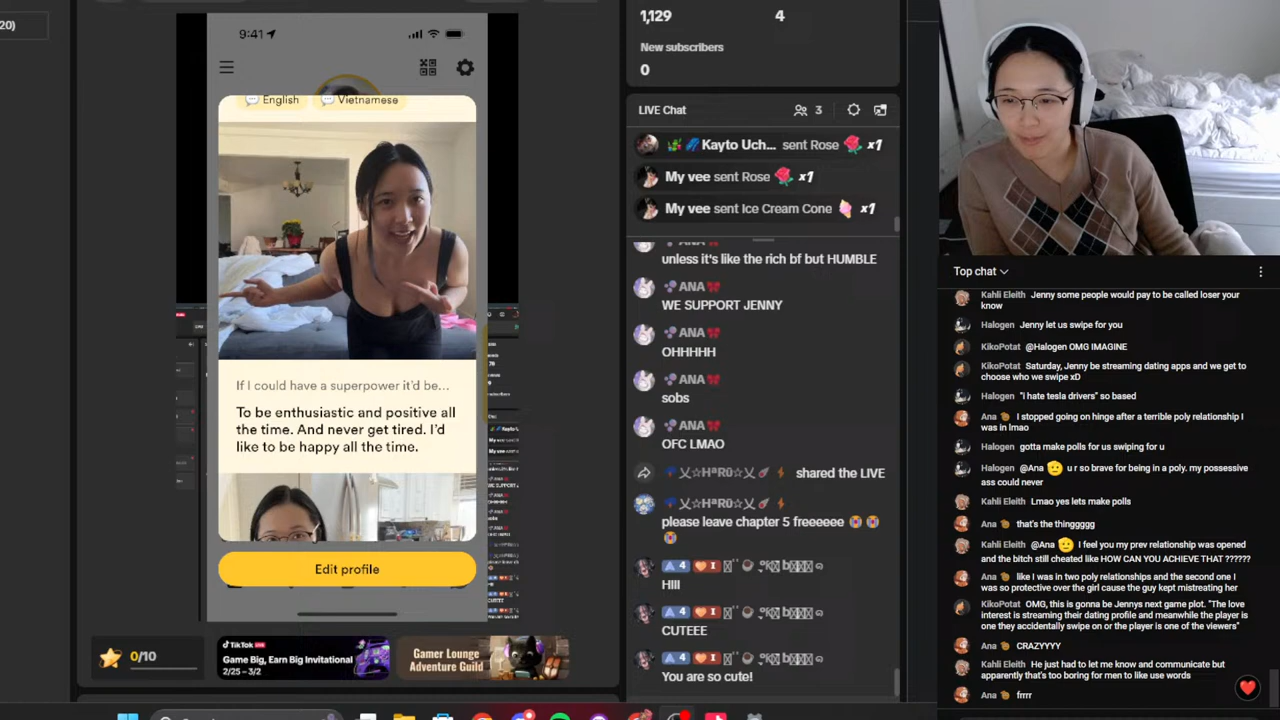 20)
9:41
English
Vietnamese
If I could have a superpower it'd be...
To be enthusiastic and positive all
the time. And never get tired. I'd
like to be happy all the time.
Edit profile
0/10
TikTok LIVE
Game Big, Earn Big Invitational
2/25 – 3/2
Gamer Lounge
Adventure Guild
1,129
4
New subscribers
0
LIVE Chat
3
Kayto Uch... sent Rose x1
My vee sent Rose x1
My vee sent Ice Cream Cone x1
unless it's like the rich bf but HUMBLE
ANA
WE SUPPORT JENNY
ANA
OHHHHH
ANA
sobs
ANA
OFC LMAO
shared the LIVE
please leave chapter 5 freeeeee
A 4 I
HIII
A 4 I
CUTEEE
A 4 I
You are so cute!
Top chat
Kahli Eleith Jenny some people would pay to be called loser your
know
Halogen Jenny let us swipe for you
KikoPotat @Halogen OMG IMAGINE
KikoPotat Saturday, Jenny be streaming dating apps and we get to
choose who we swipe xD
Halogen "i hate tesla drivers" so based
Ana I stopped going on hinge after a terrible poly relationship I
was in lmao
Halogen gotta make polls for us swiping for u
Halogen @Ana u r so brave for being in a poly. my possessive
ass could never
Kahli Eleith Lmao yes lets make polls
Ana that's the thingggg
Kahli Eleith @Ana I feel you my prev relationship was opened
and the bitch still cheated like HOW CAN YOU ACHIEVE THAT ??????
Ana like I was in two poly relationships and the second one I
was so protective over the girl cause the guy kept mistreating her
KikoPotat OMG, this is gonna be Jennys next game plot. "The love
interest is streaming their dating profile and meanwhile the player is
one they accidentally swipe on or the player is one of the viewers"
Ana CRAZYYYY
Kahli Eleith He just had to let me know and communicate but
apparently that's too boring for men to like use words
Ana frrrr